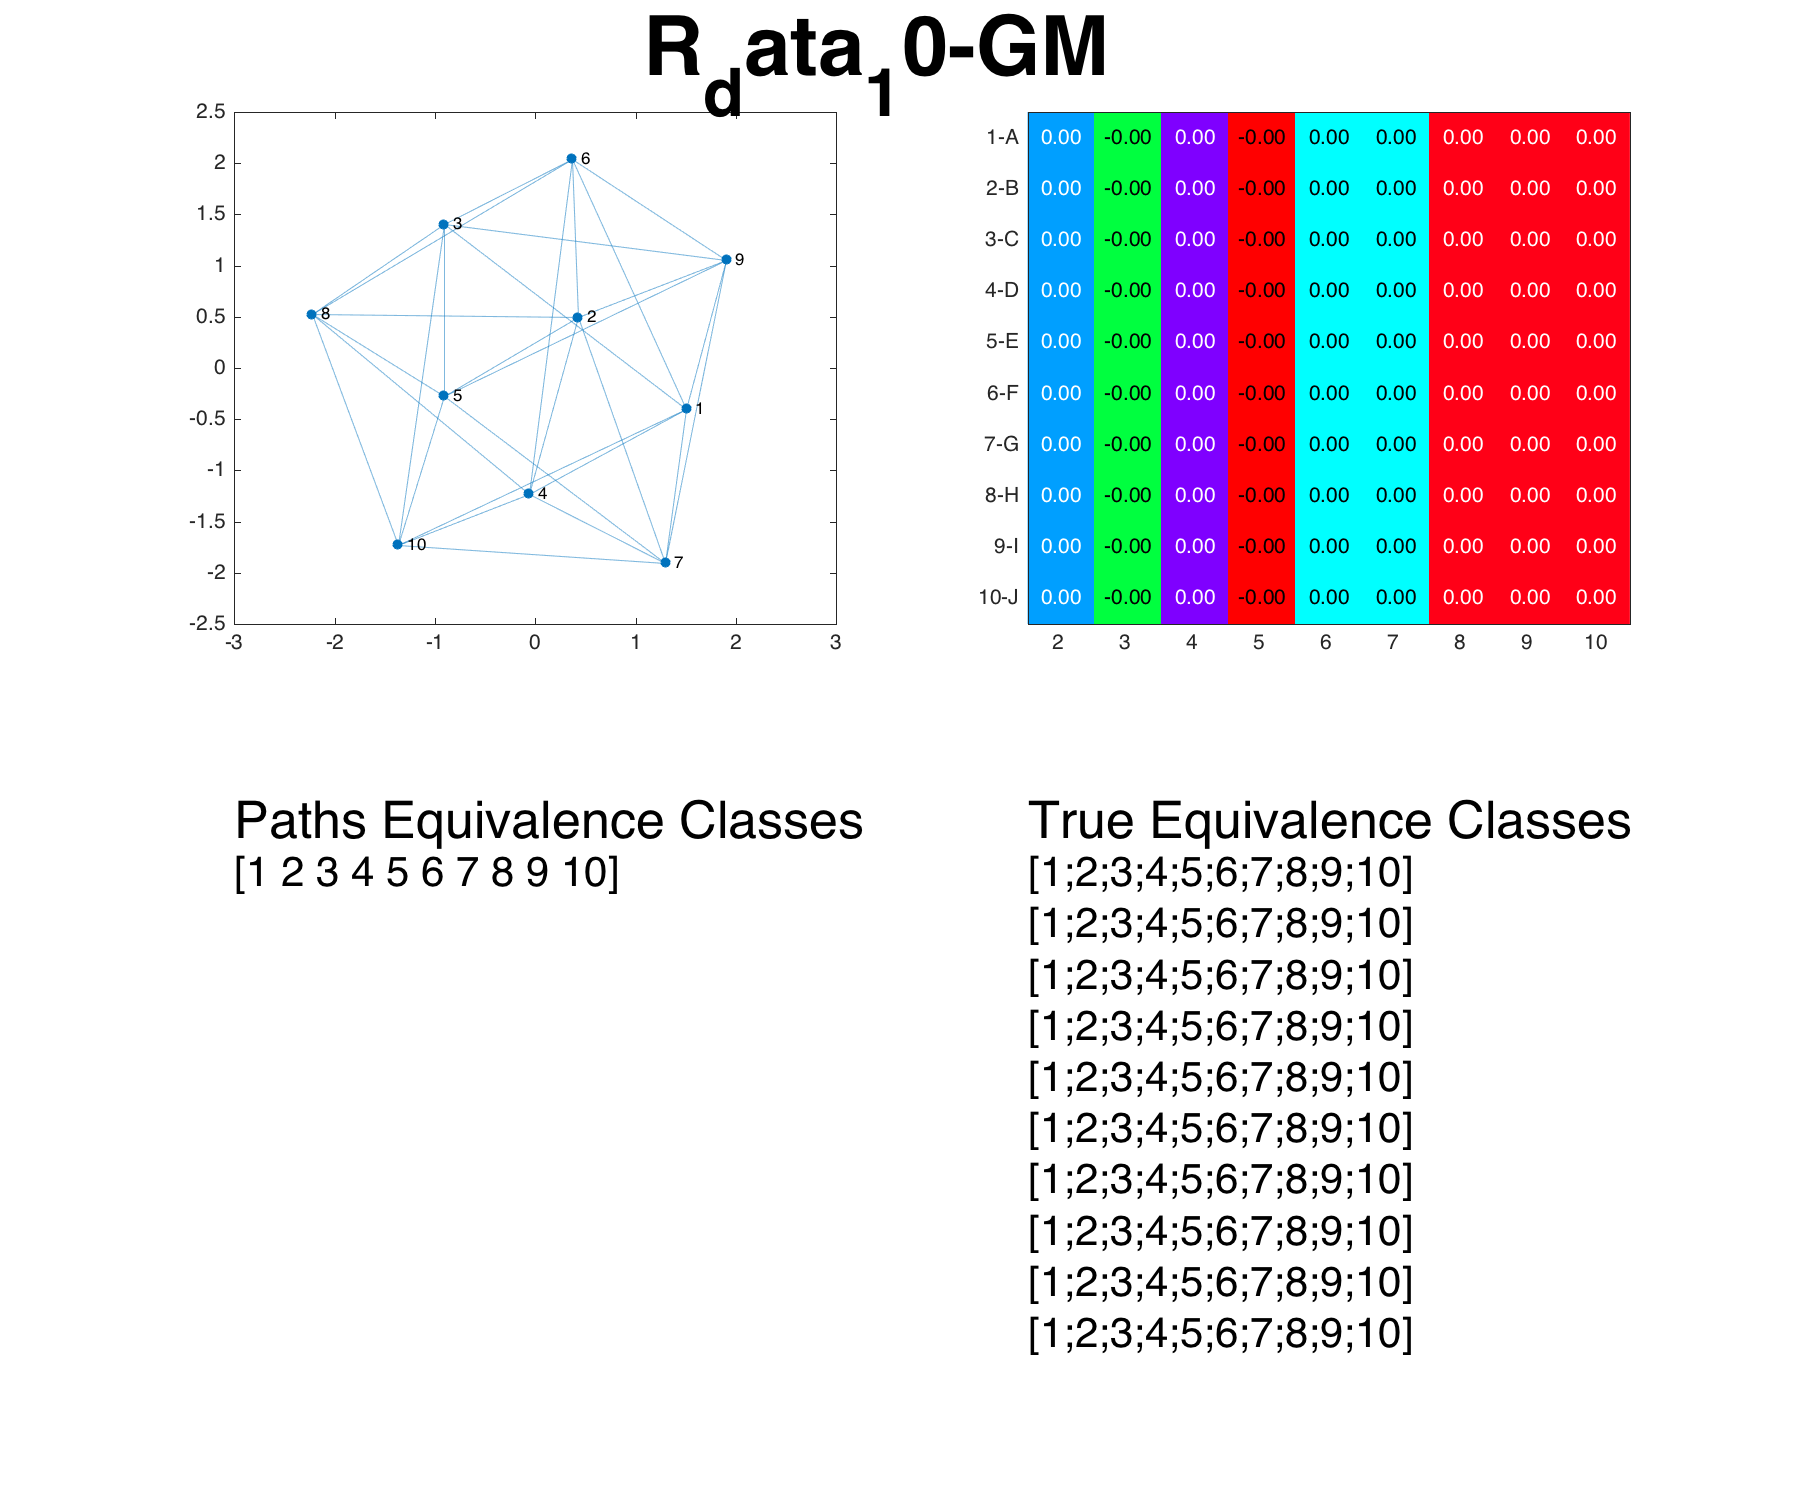 R_data_10-GM
2.5
2
1.5
1
0.5
0
-0.5
-1
-1.5
-2
-2.5
-3 -2 -1 0 1 2 3
6
3
9
8
2
5
1
4
10
7
1-A 0.00 -0.00 0.00 -0.00 0.00 0.00 0.00 0.00 0.00
2-B 0.00 -0.00 0.00 -0.00 0.00 0.00 0.00 0.00 0.00
3-C 0.00 -0.00 0.00 -0.00 0.00 0.00 0.00 0.00 0.00
4-D 0.00 -0.00 0.00 -0.00 0.00 0.00 0.00 0.00 0.00
5-E 0.00 -0.00 0.00 -0.00 0.00 0.00 0.00 0.00 0.00
6-F 0.00 -0.00 0.00 -0.00 0.00 0.00 0.00 0.00 0.00
7-G 0.00 -0.00 0.00 -0.00 0.00 0.00 0.00 0.00 0.00
8-H 0.00 -0.00 0.00 -0.00 0.00 0.00 0.00 0.00 0.00
9-I 0.00 -0.00 0.00 -0.00 0.00 0.00 0.00 0.00 0.00
10-J 0.00 -0.00 0.00 -0.00 0.00 0.00 0.00 0.00 0.00
2 3 4 5 6 7 8 9 10
Paths Equivalence Classes
[1 2 3 4 5 6 7 8 9 10]
True Equivalence Classes
[1;2;3;4;5;6;7;8;9;10]
[1;2;3;4;5;6;7;8;9;10]
[1;2;3;4;5;6;7;8;9;10]
[1;2;3;4;5;6;7;8;9;10]
[1;2;3;4;5;6;7;8;9;10]
[1;2;3;4;5;6;7;8;9;10]
[1;2;3;4;5;6;7;8;9;10]
[1;2;3;4;5;6;7;8;9;10]
[1;2;3;4;5;6;7;8;9;10]
[1;2;3;4;5;6;7;8;9;10]